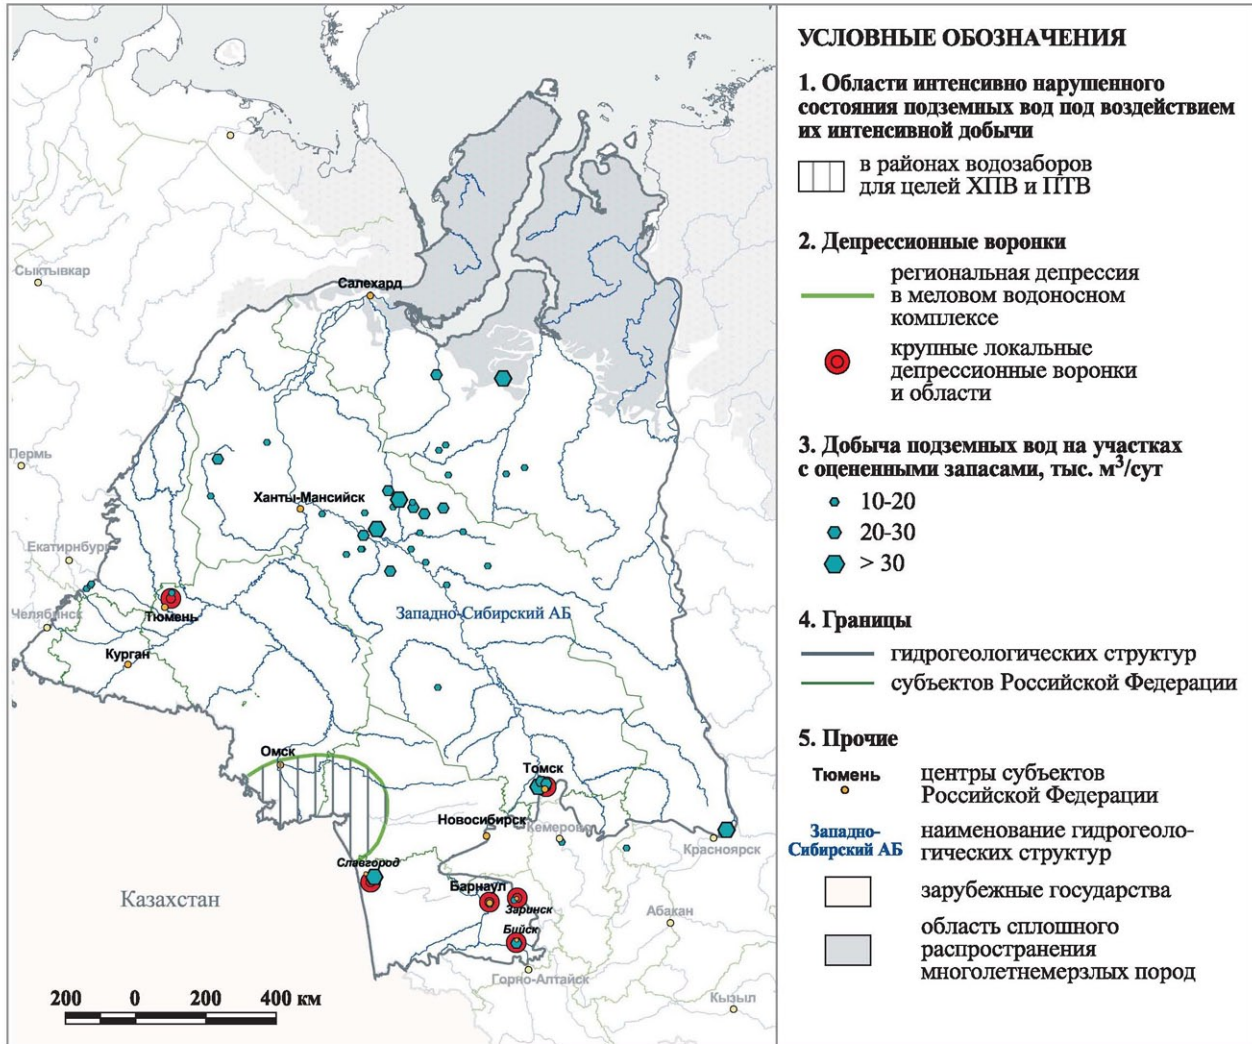 Сыктывкар
Салехард
Пермь
Ханты-Мансийск
Екатирнбург
Челябинск
Тюмень
Западно-Сибирский АБ
Курган
Омск
Томск
Новосибирск
Кемерово
Красноярск
Славгород
Барнаул
Заринск
Казахстан
Бийск
Абакан
Горно-Алтайск
Кызыл
200 0 200 400 км
УСЛОВНЫЕ ОБОЗНАЧЕНИЯ
1. Области интенсивно нарушенного
состояния подземных вод под воздействием
их интенсивной добычи
в районах водозаборов
для целей ХПВ и ПТВ
2. Депрессионные воронки
региональная депрессия
в меловом водоносном
комплексе
крупные локальные
депрессионные воронки
и области
3. Добыча подземных вод на участках
с оцененными запасами, тыс. м³/сут
10-20
20-30
> 30
4. Границы
гидрогеологических структур
субъектов Российской Федерации
5. Прочие
Тюмень
центры субъектов
Российской Федерации
Западно-
Сибирский АБ
наименование гидрогеоло-
гических структур
зарубежные государства
область сплошного
распространения
многолетнемерзлых пород